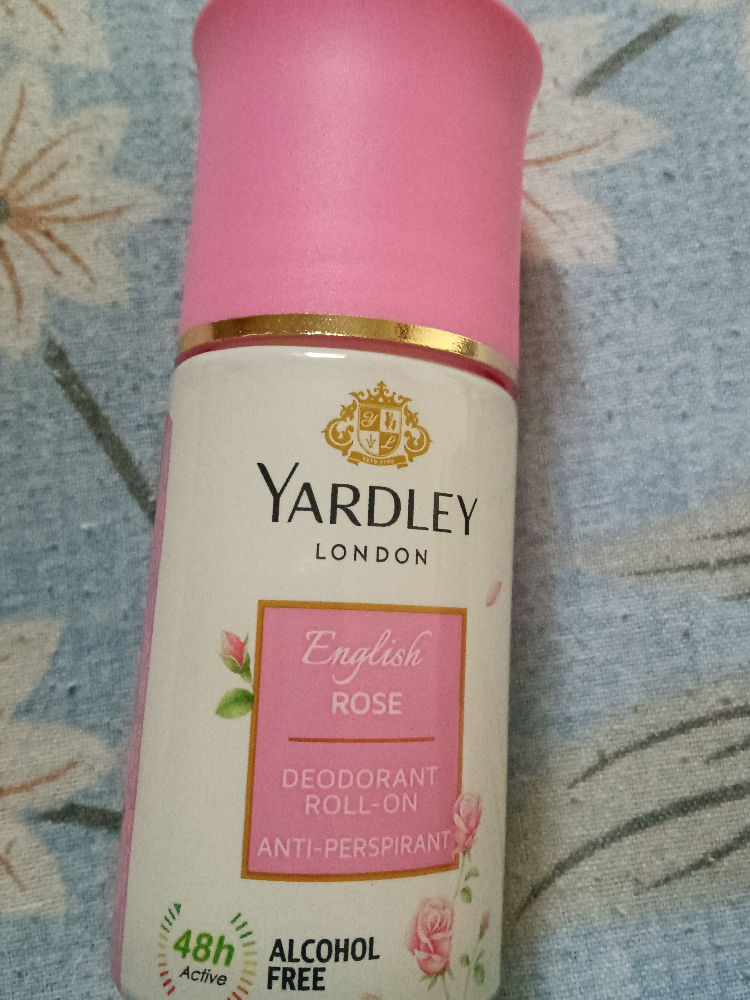 Y
L
YARDLEY
LONDON
English
ROSE
DEODORANT
ROLL-ON
ANTI-PERSPIRANT
48h
Active
ALCOHOL
FREE